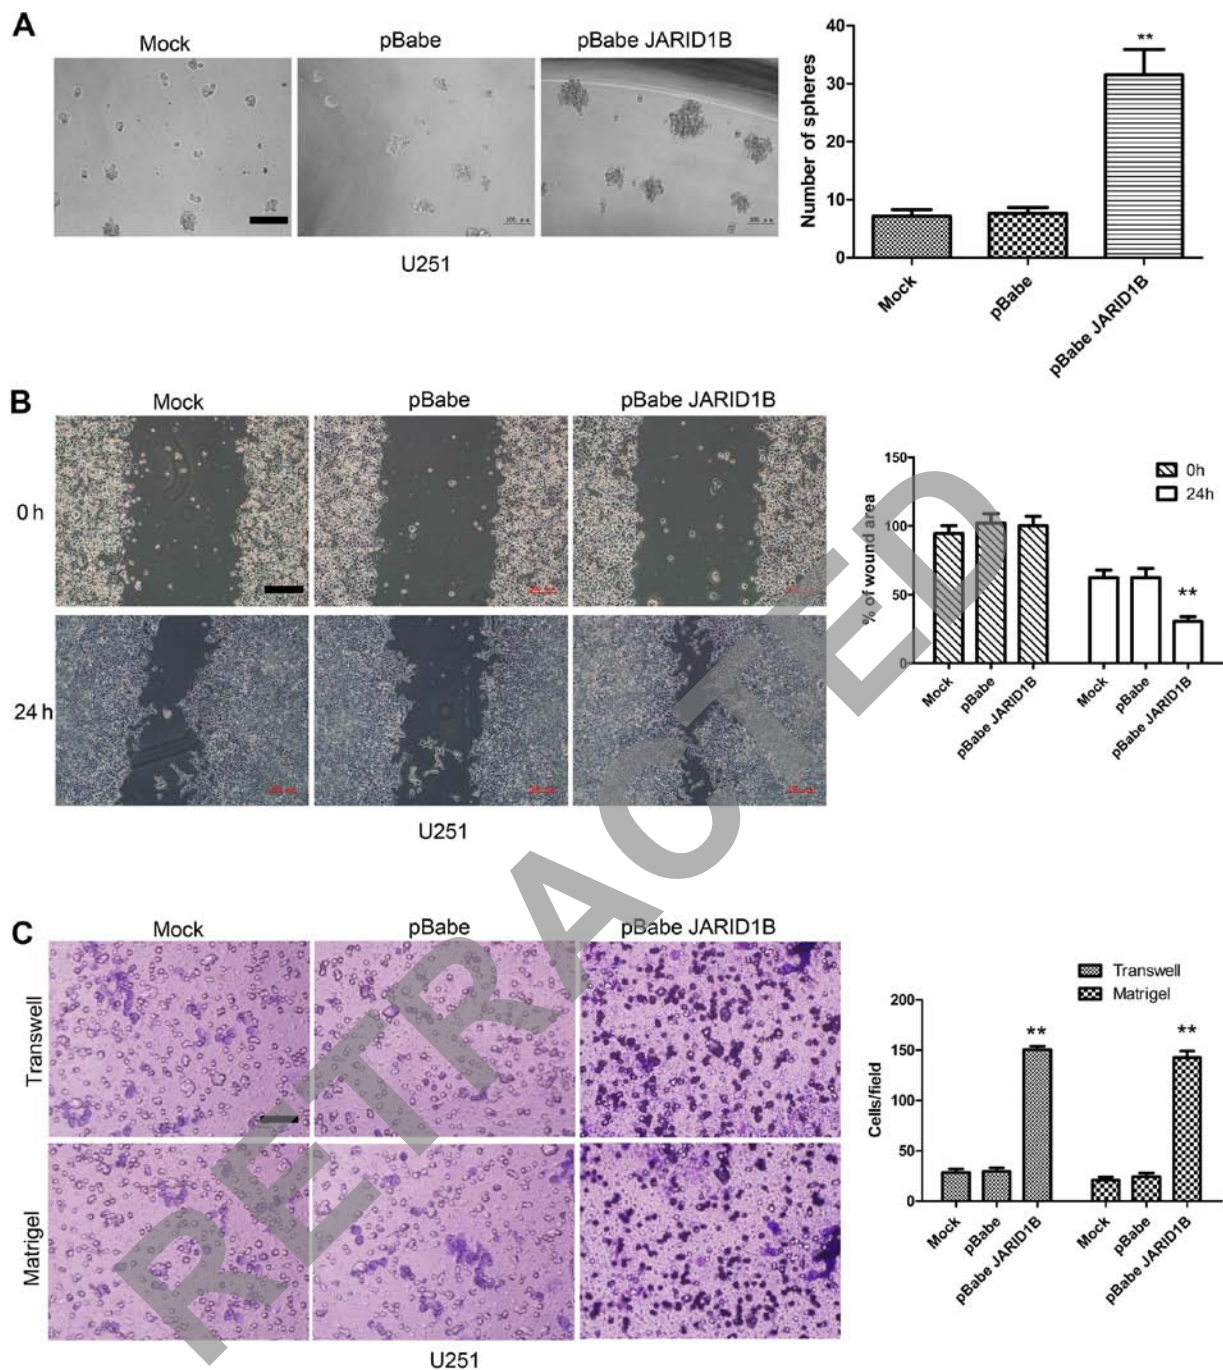 A
Mock
pBabe
pBabe JARID1B
U251
Number of spheres
40
30
20
10
0
**
Mock
pBabe
pBabe JARID1B
B
Mock
pBabe
pBabe JARID1B
0 h
24 h
U251
% of wound area
150
100
50
0
0h
24h
**
Mock
pBabe
pBabe JARID1B
Mock
pBabe
pBabe JARID1B
C
Mock
pBabe
pBabe JARID1B
Transwell
Matrigel
U251
Cells/field
200
150
100
50
0
Transwell
Matrigel
**
**
Mock
pBabe
pBabe JARID1B
Mock
pBabe
pBabe JARID1B
RETRACTED